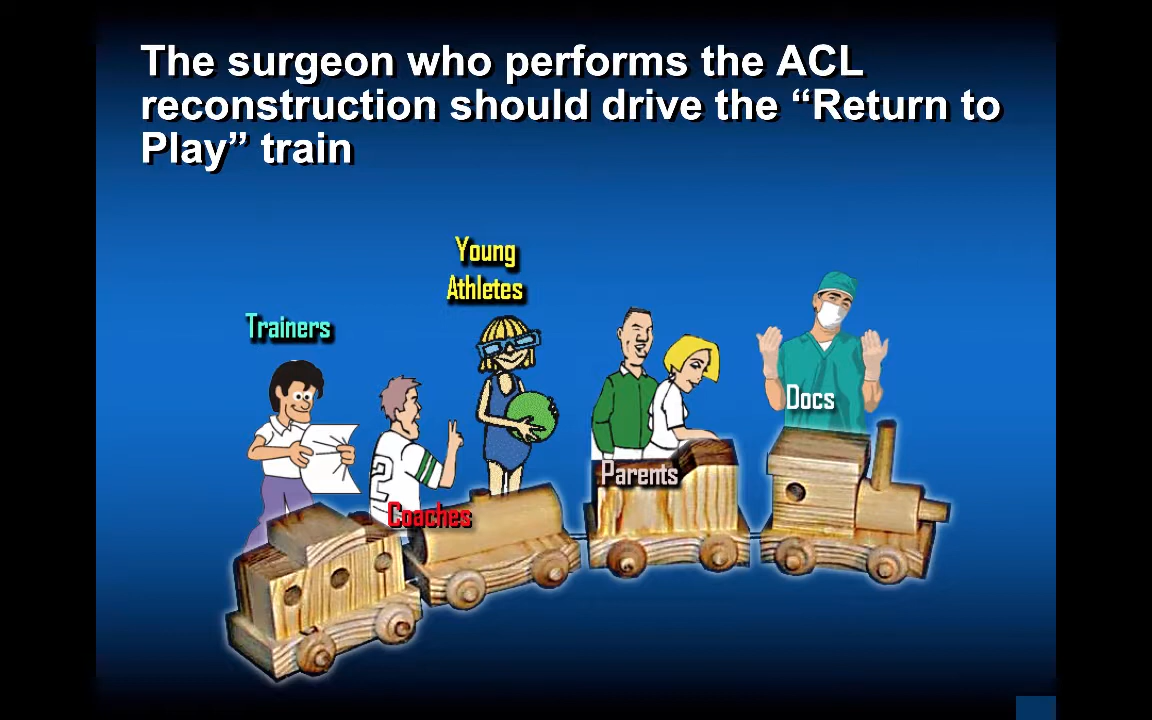 The surgeon who performs the ACL
reconstruction should drive the “Return to
Play” train
Young
Athletes
Trainers
Docs
Parents
Coaches
2